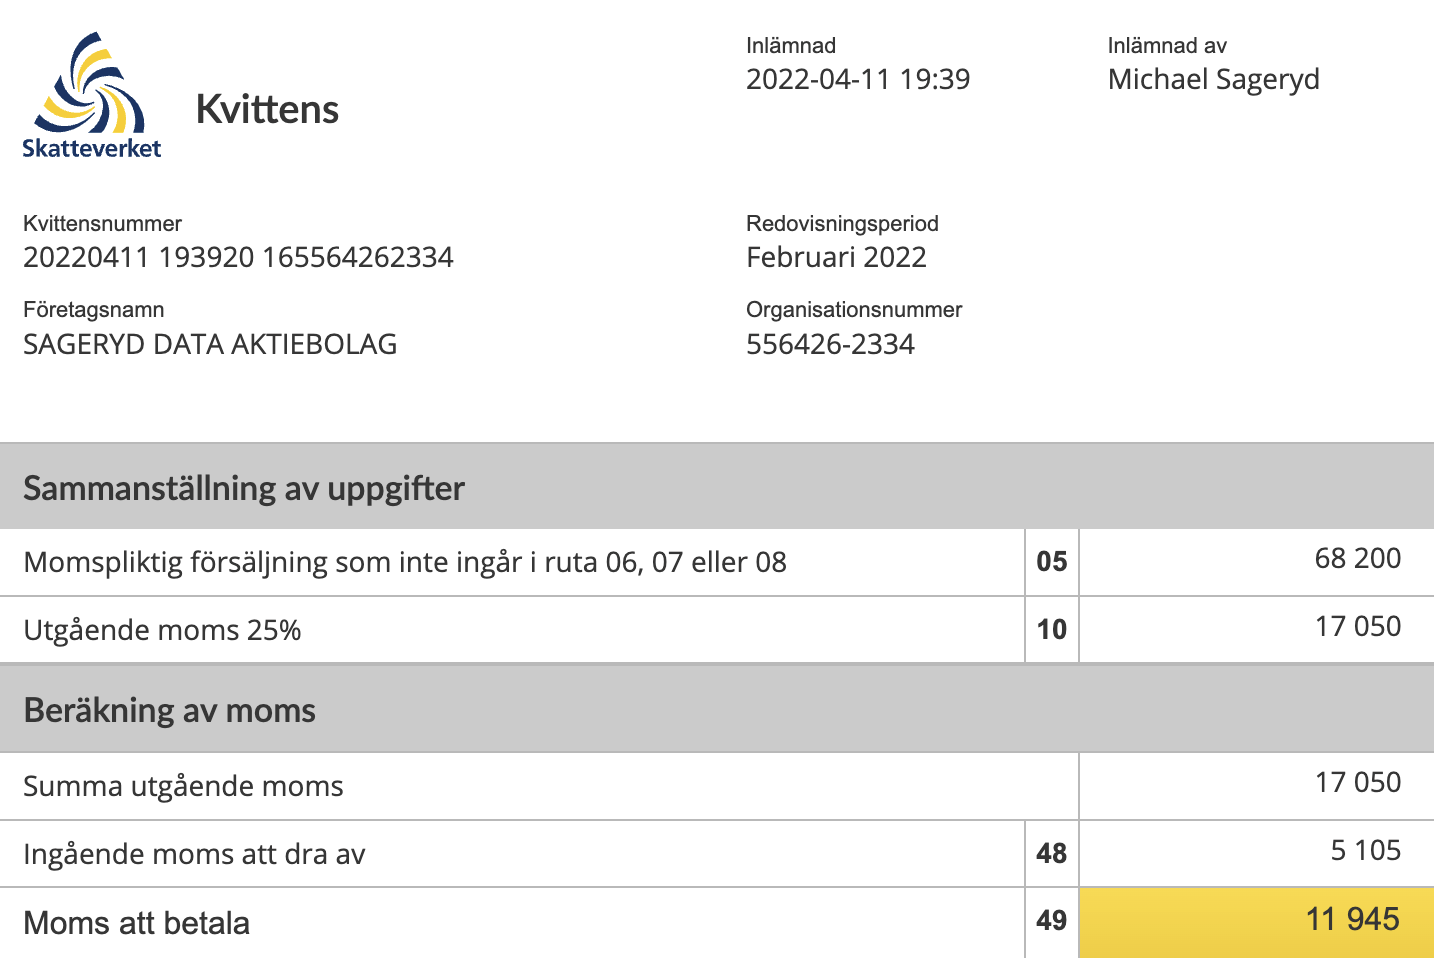 Skatteverket
Kvittens
Inlämnad
2022-04-11 19:39
Inlämnad av
Michael Sageryd
Kvittensnummer
20220411 193920 165564262334
Redovisningsperiod
Februari 2022
Företagsnamn
SAGERYD DATA AKTIEBOLAG
Organisationsnummer
556426-2334
Sammanställning av uppgifter
Momspliktig försäljning som inte ingår i ruta 06, 07 eller 08 05 68 200
Utgående moms 25% 10 17 050
Beräkning av moms
Summa utgående moms 17 050
Ingående moms att dra av 48 5 105
Moms att betala 49 11 945